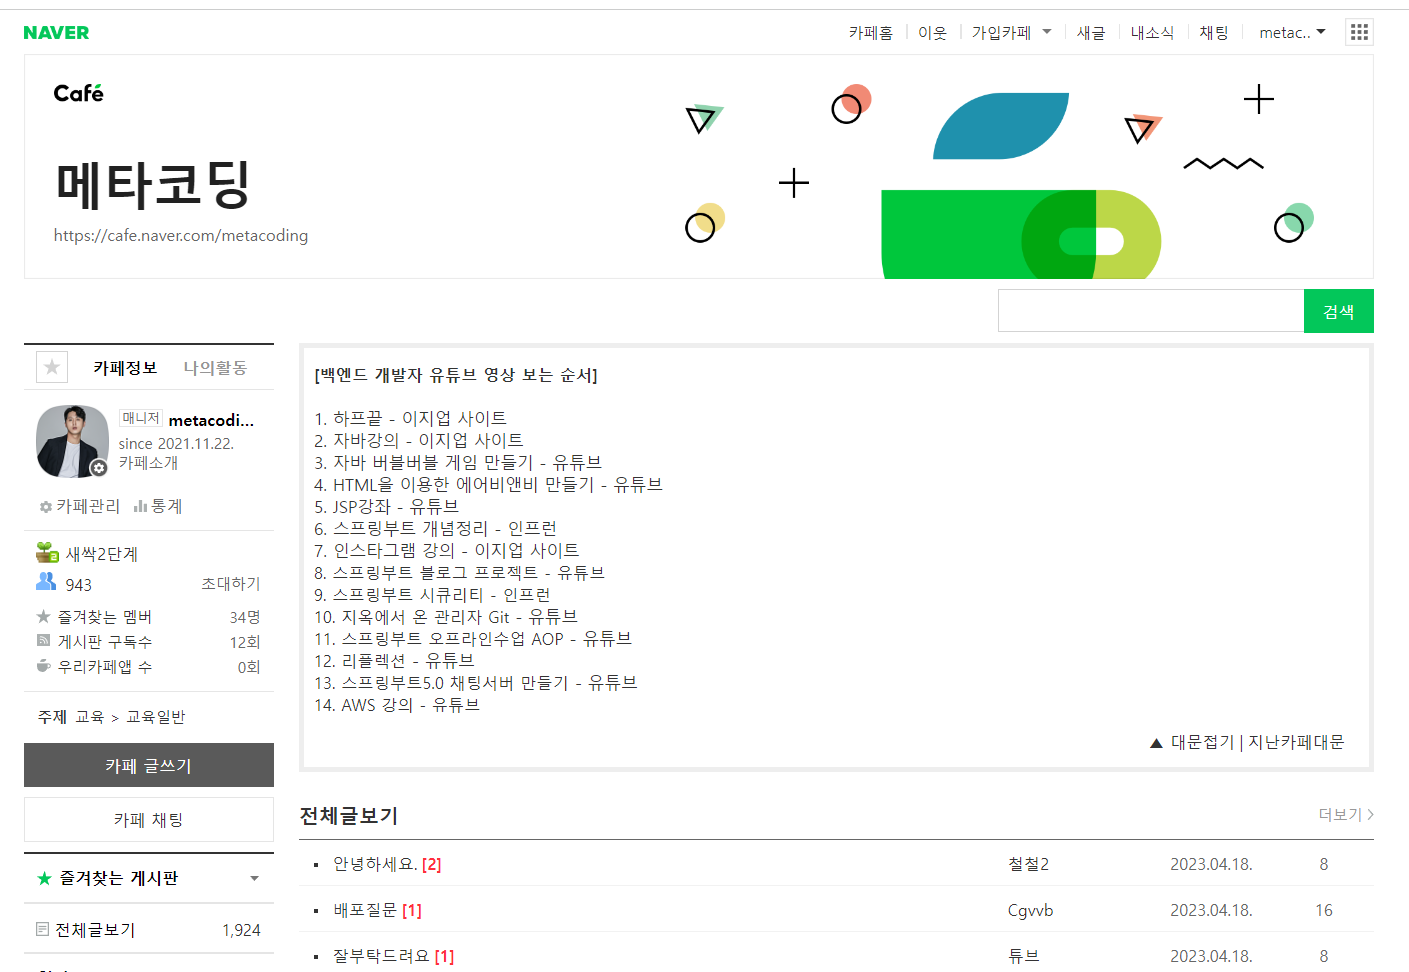 NAVER
카페홈 이웃 가입카페 새글 내소식 채팅 metac..
Café
메타코딩
https://cafe.naver.com/metacoding
검색
카페정보 나의활동
매니저 metacodi...
since 2021.11.22.
카페소개
카페관리 통계
새싹2단계
943 초대하기
즐겨찾는 멤버 34명
게시판 구독수 12회
우리카페앱 수 0회
주제 교육 > 교육일반
카페 글쓰기
카페 채팅
즐겨찾는 게시판
전체글보기 1,924
[백엔드 개발자 유튜브 영상 보는 순서]
1. 하프끝 - 이지업 사이트
2. 자바강의 - 이지업 사이트
3. 자바 버블버블 게임 만들기 - 유튜브
4. HTML을 이용한 에어비앤비 만들기 - 유튜브
5. JSP강좌 - 유튜브
6. 스프링부트 개념정리 - 인프런
7. 인스타그램 강의 - 이지업 사이트
8. 스프링부트 블로그 프로젝트 - 유튜브
9. 스프링부트 시큐리티 - 인프런
10. 지옥에서 온 관리자 Git - 유튜브
11. 스프링부트 오프라인수업 AOP - 유튜브
12. 리플렉션 - 유튜브
13. 스프링부트5.0 채팅서버 만들기 - 유튜브
14. AWS 강의 - 유튜브
▲ 대문접기 | 지난카페대문
전체글보기 더보기 >
안녕하세요. [2] 철철2 2023.04.18. 8
배포질문 [1] Cgvvb 2023.04.18. 16
잘부탁드려요 [1] 튜브 2023.04.18. 8